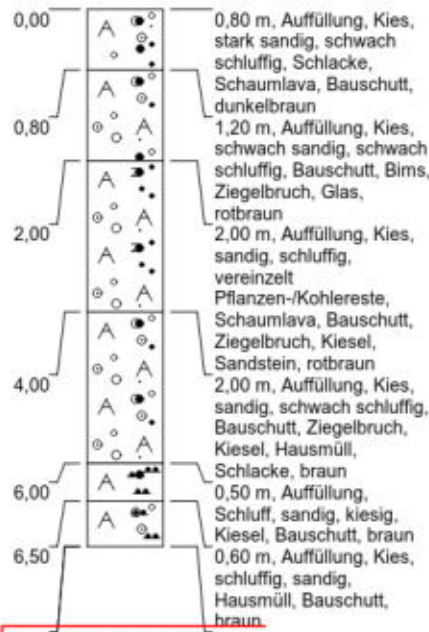 0,00
0,80 m, Auffüllung, Kies,
stark sandig, schwach
schluffig, Schlacke,
Schaumlava, Bauschutt,
dunkelbraun
0,80
1,20 m, Auffüllung, Kies,
schwach sandig, schwach
schluffig, Bauschutt, Bims,
Ziegelbruch, Glas,
rotbraun
2,00
2,00 m, Auffüllung, Kies,
sandig, schluffig,
vereinzelt
Pflanzen-/Kohlereste,
Schaumlava, Bauschutt,
Ziegelbruch, Kiesel,
Sandstein, rotbraun
4,00
2,00 m, Auffüllung, Kies,
sandig, schwach schluffig,
Bauschutt, Ziegelbruch,
Kiesel, Hausmüll,
Schlacke, braun
6,00
0,50 m, Auffüllung,
Schluff, sandig, kiesig,
Kiesel, Bauschutt, braun
6,50
0,60 m, Auffüllung, Kies,
schluffig, sandig,
Hausmüll, Bauschutt,
braun